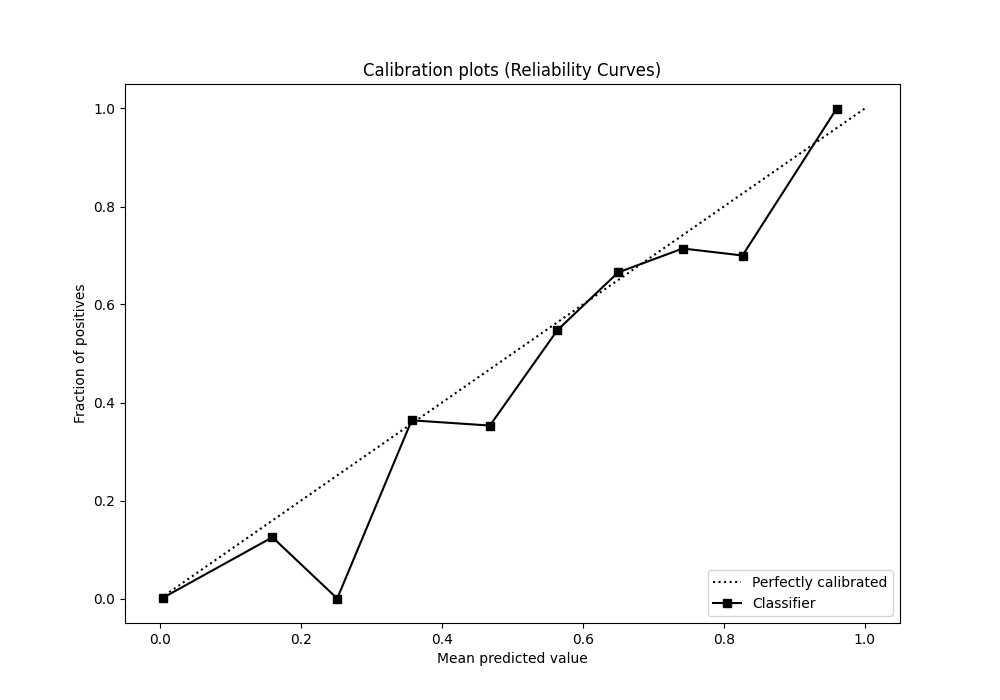 Calibration plots (Reliability Curves)
1.0
0.8
0.6
0.4
0.2
0.0
Fraction of positives
0.0 0.2 0.4 0.6 0.8 1.0
Mean predicted value
Perfectly calibrated
Classifier